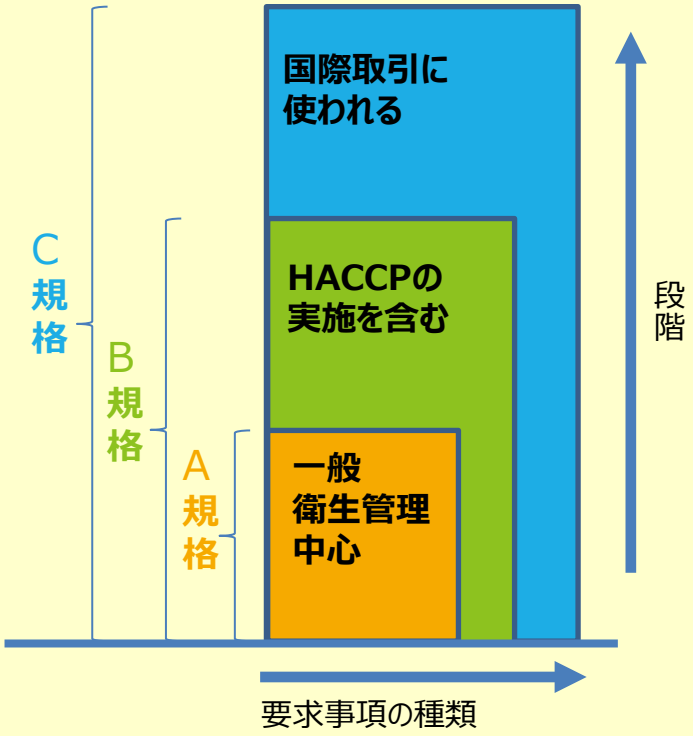 国際取引に
使われる
C
規
格
HACCPの
実施を含む
段
階
B
規
格
A
規
格
一般
衛生管理
中心
要求事項の種類